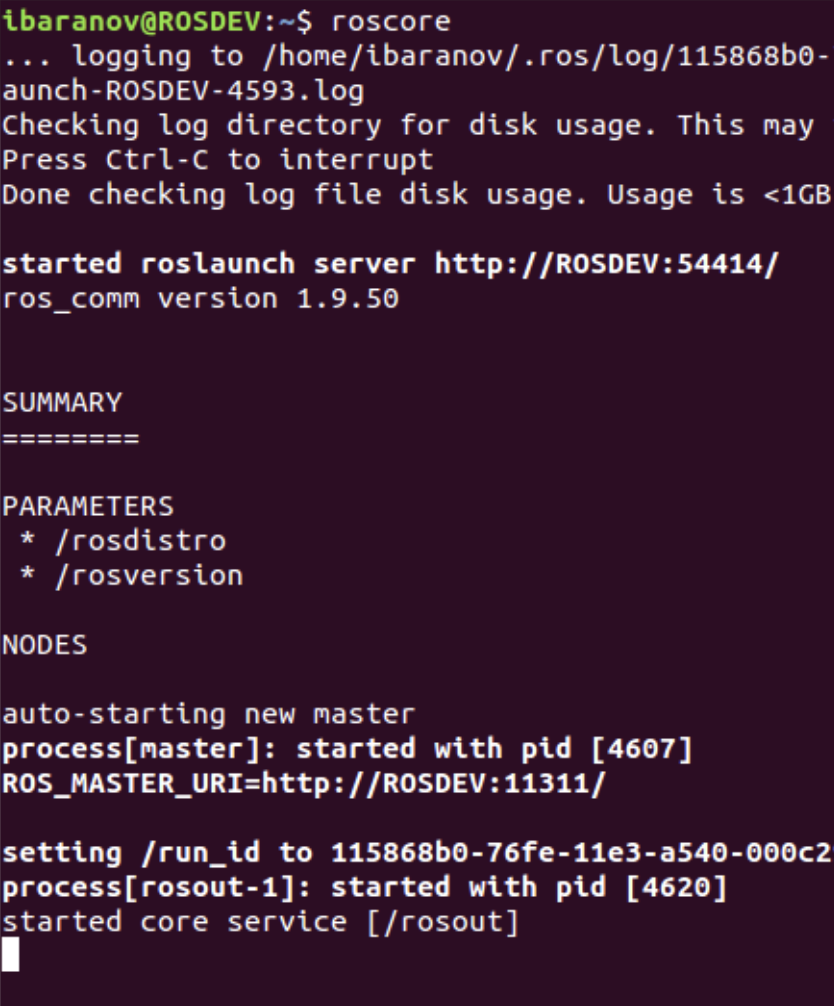 ibaranov@ROSDEV:~$ roscore
... logging to /home/ibaranov/.ros/log/115868b0-
aunch-ROSDEV-4593.log
Checking log directory for disk usage. This may
Press Ctrl-C to interrupt
Done checking log file disk usage. Usage is <1GB
started roslaunch server http://ROSDEV:54414/
ros_comm version 1.9.50
SUMMARY
========
PARAMETERS
 * /rosdistro
 * /rosversion
NODES
auto-starting new master
process[master]: started with pid [4607]
ROS_MASTER_URI=http://ROSDEV:11311/
setting /run_id to 115868b0-76fe-11e3-a540-000c2
process[rosout-1]: started with pid [4620]
started core service [/rosout]